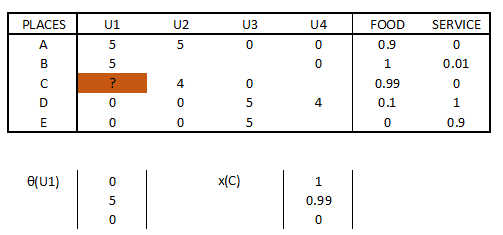 PLACES U1 U2 U3 U4 FOOD SERVICE
A 5 5 0 0 0.9 0
B 5 0 1 0.01
C ? 4 0 0.99 0
D 0 0 5 4 0.1 1
E 0 0 5 0 0.9
θ(U1) 0 x(C) 1
5 0.99
0 0